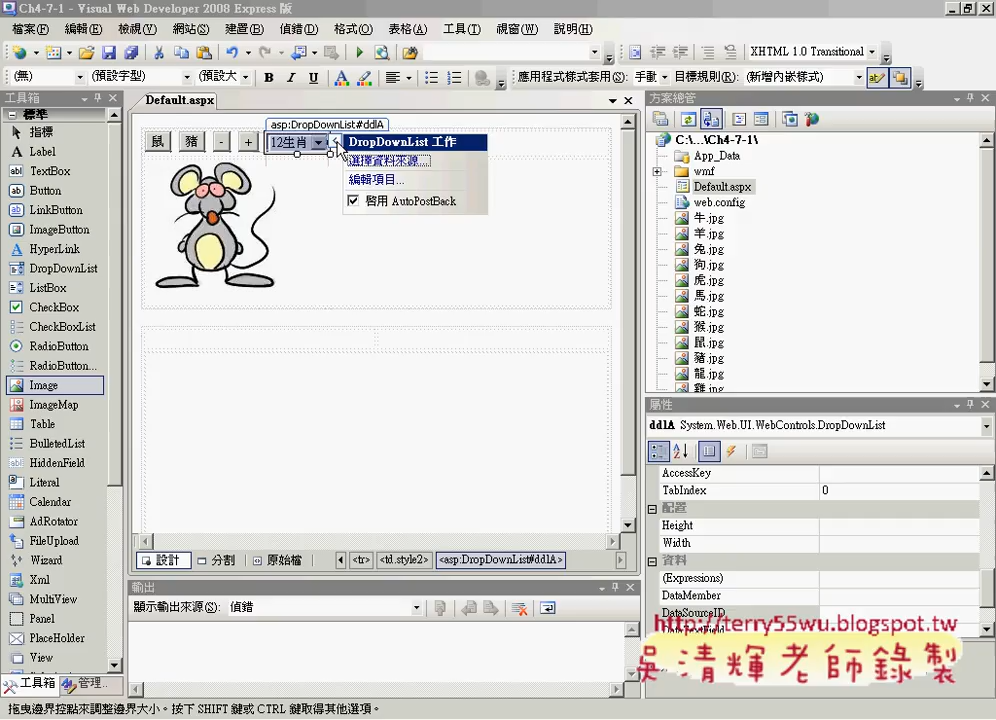 Ch4-7-1 - Visual Web Developer 2008 Express 版
檔案(F) 編輯(E) 檢視(V) 網站(S) 建置(B) 偵錯(D) 格式(O) 表格(A) 工具(T) 視窗(W) 說明(H)
XHTML 1.0 Transitional
(無) (預設字型) (預設大 B I U A 應用程式樣式套用(S): 手動 目標規則(R): (新增內嵌樣式)
工具箱
標準
指標
Label
TextBox
Button
LinkButton
ImageButton
HyperLink
DropDownList
ListBox
CheckBox
CheckBoxList
RadioButton
RadioButton...
Image
ImageMap
Table
BulletedList
HiddenField
Literal
Calendar
AdRotator
FileUpload
Wizard
Xml
MultiView
Panel
PlaceHolder
View
工具箱 管理..
Default.aspx
asp:DropDownList#ddlA
鼠 豬 - + 12生肖
DropDownList 工作
選擇資料來源...
編輯項目...
啟用 AutoPostBack
設計 分割 原始檔 <tr> <td.style2> <asp:DropDownList#ddlA>
輸出
顯示輸出來源(S): 偵錯
方案總管
C:\...\Ch4-7-1\
App_Data
wmf
Default.aspx
web.config
牛.jpg
羊.jpg
兔.jpg
狗.jpg
虎.jpg
馬.jpg
蛇.jpg
猴.jpg
鼠.jpg
豬.jpg
龍.jpg
雞.jpg
屬性
ddlA System.Web.UI.WebControls.DropDownList
AccessKey
TabIndex 0
配置
Height
Width
資料
(Expressions)
DataMember
DataSourceID
DataTextField
http://terry55wu.blogspot.tw
吳清輝老師錄製
拖曳邊界控點來調整邊界大小。按下 SHIFT 鍵或 CTRL 鍵取得其他選項。